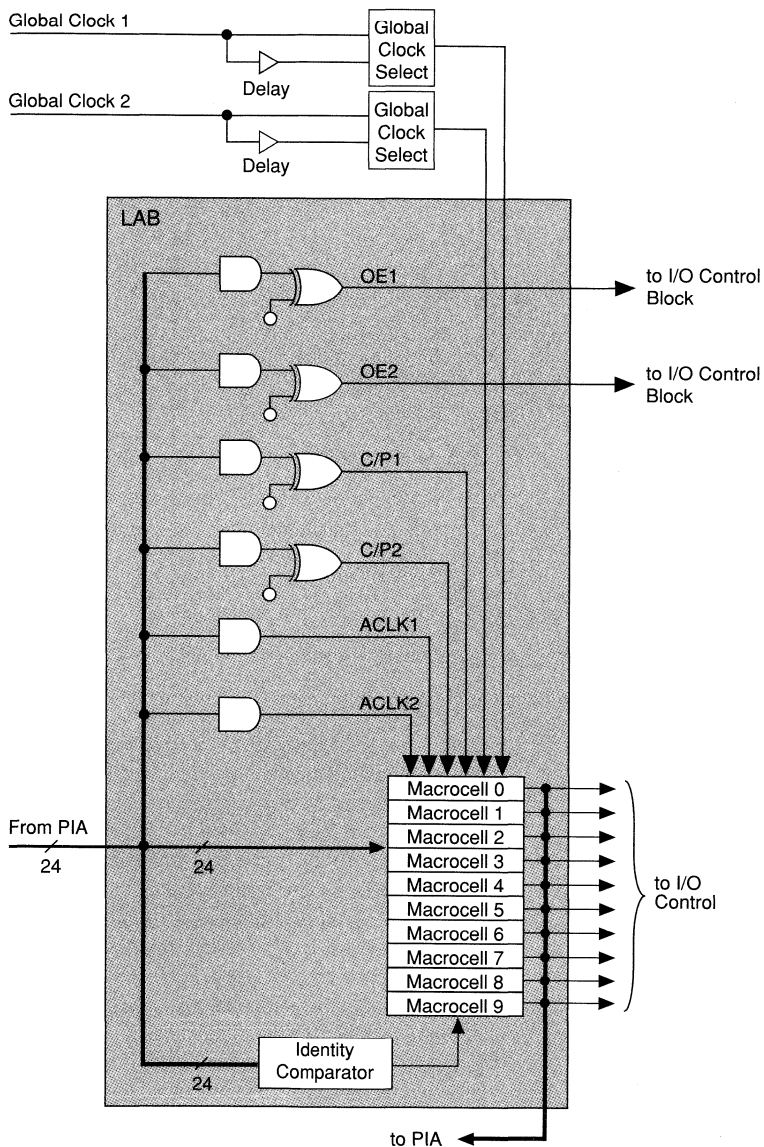 Global Clock 1
Delay
Global
Clock
Select
Global Clock 2
Delay
Global
Clock
Select
LAB
OE1
to I/O Control
Block
OE2
to I/O Control
Block
C/P1
C/P2
ACLK1
ACLK2
From PIA
24
24
Macrocell 0
Macrocell 1
Macrocell 2
Macrocell 3
Macrocell 4
Macrocell 5
Macrocell 6
Macrocell 7
Macrocell 8
Macrocell 9
to I/O
Control
24
Identity
Comparator
to PIA